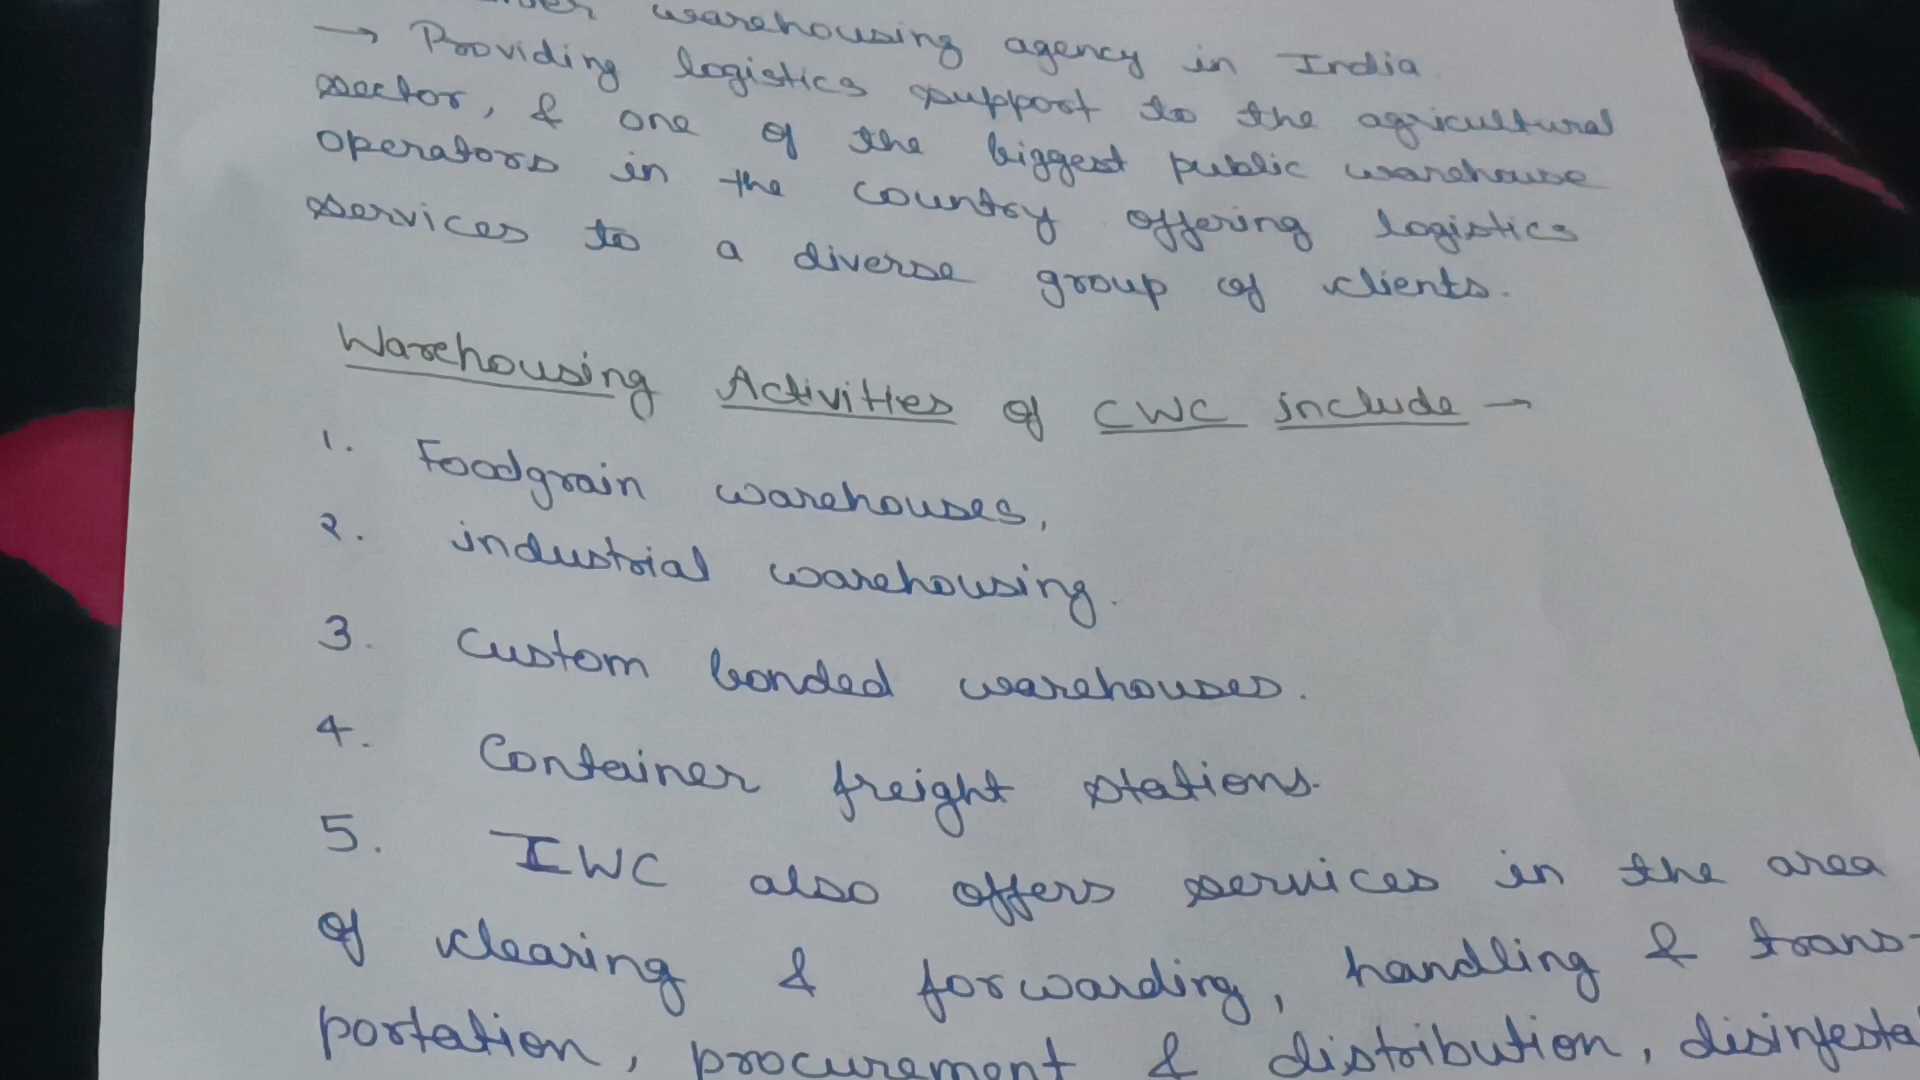 warehousing agency in India
→ Providing logistics support to the agricultural
sector, & one of the biggest public warehouse
operators in the country offering logistics
services to a diverse group of clients.
Warehousing Activities of CWC include →
1. Foodgrain warehouses,
2. industrial warehousing.
3. Custom bonded warehouses.
4. Container freight stations.
5. IWC also offers services in the area
of clearing & forwarding, handling & trans-
portation, procurement & distribution, disinfesta